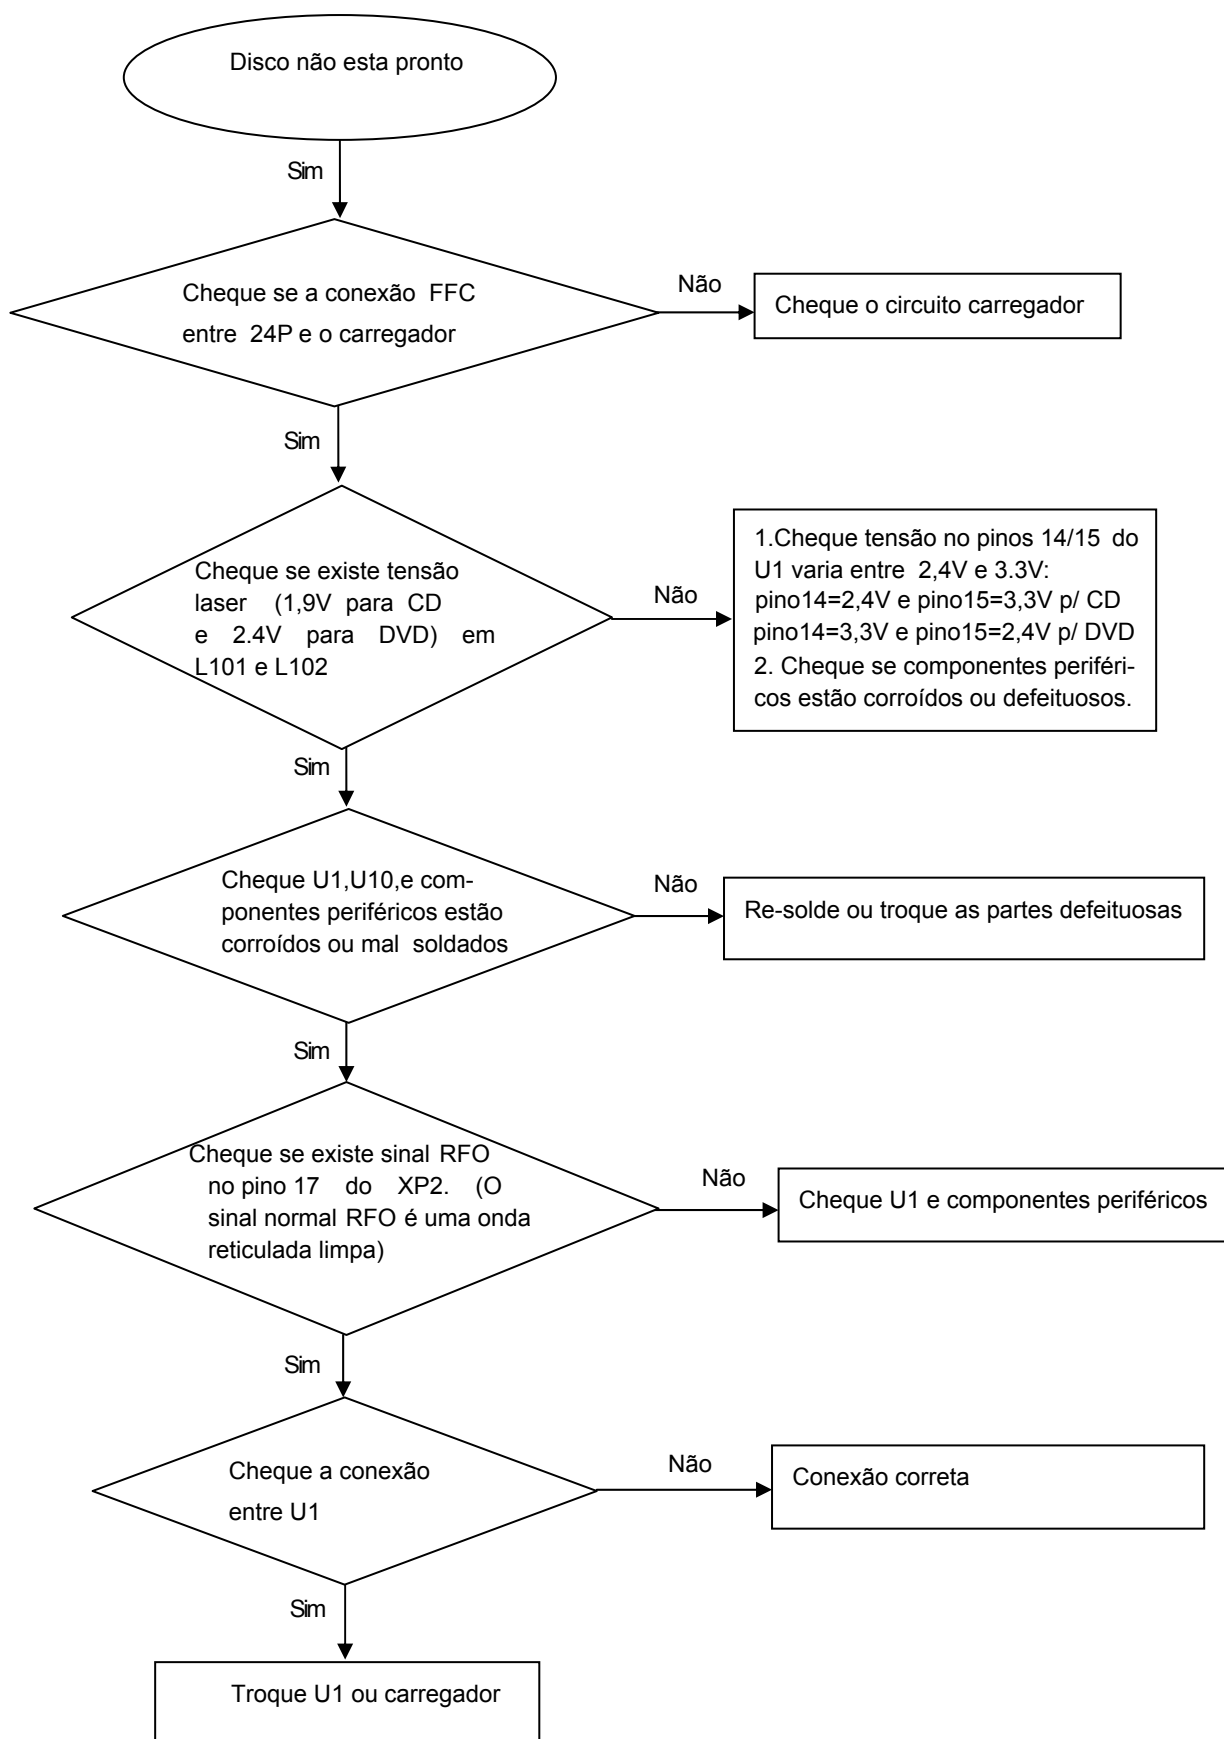 Disco não esta pronto
Sim
Cheque se a conexão FFC
entre 24P e o carregador
Não
Cheque o circuito carregador
Sim
Cheque se existe tensão
laser (1,9V para CD
e 2.4V para DVD) em
L101 e L102
Não
1.Cheque tensão no pinos 14/15 do
U1 varia entre 2,4V e 3.3V:
pino14=2,4V e pino15=3,3V p/ CD
pino14=3,3V e pino15=2,4V p/ DVD
2. Cheque se componentes periféri-
cos estão corroídos ou defeituosos.
Sim
Cheque U1,U10,e com-
ponentes periféricos estão
corroídos ou mal soldados
Não
Re-solde ou troque as partes defeituosas
Sim
Cheque se existe sinal RFO
no pino 17 do XP2. (O
sinal normal RFO é uma onda
reticulada limpa)
Não
Cheque U1 e componentes periféricos
Sim
Cheque a conexão
entre U1
Não
Conexão correta
Sim
Troque U1 ou carregador